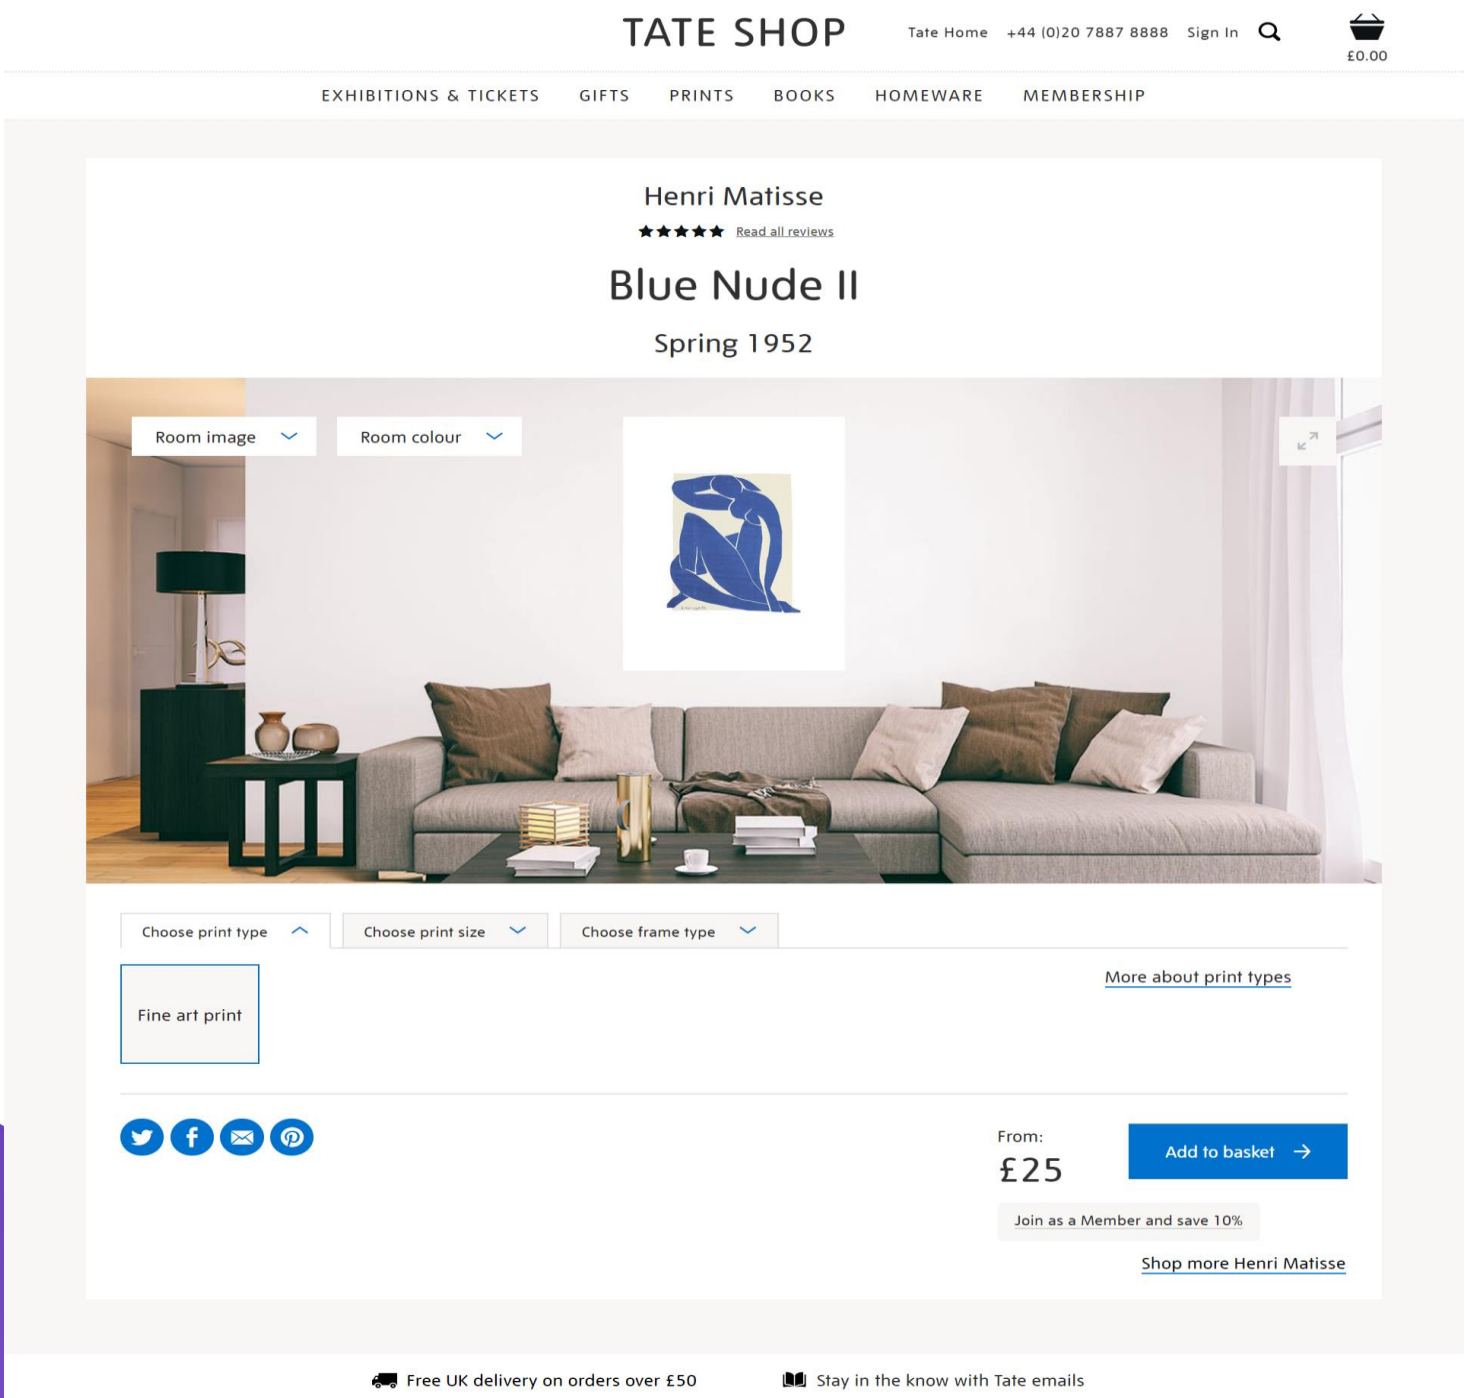 TATE SHOP
Tate Home +44 (0)20 7887 8888 Sign In
£0.00
EXHIBITIONS & TICKETS GIFTS PRINTS BOOKS HOMEWARE MEMBERSHIP
Henri Matisse
Read all reviews
Blue Nude II
Spring 1952
Room image Room colour
Choose print type Choose print size Choose frame type
More about print types
Fine art print
From:
£25
Add to basket
Join as a Member and save 10%
Shop more Henri Matisse
Free UK delivery on orders over £50 Stay in the know with Tate emails